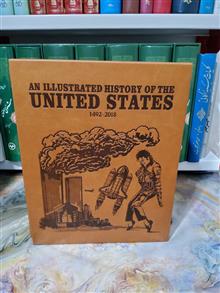 AN ILLUSTRATED HISTORY OF THE
UNITED STATES
1492-2018